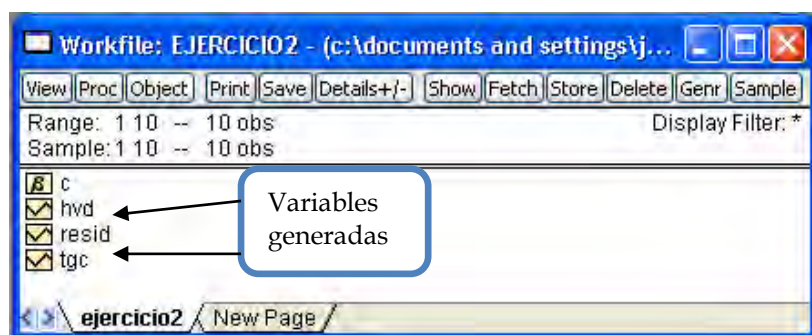 Workfile: EJERCICIO2 - (c:\documents and settings\j...
View Proc Object Print Save Details+/- Show Fetch Store Delete Genr Sample
Range: 1 10 -- 10 obs Display Filter: *
Sample: 1 10 -- 10 obs
B c
hvd
resid
tgc
Variables
generadas
ejercicio2 New Page